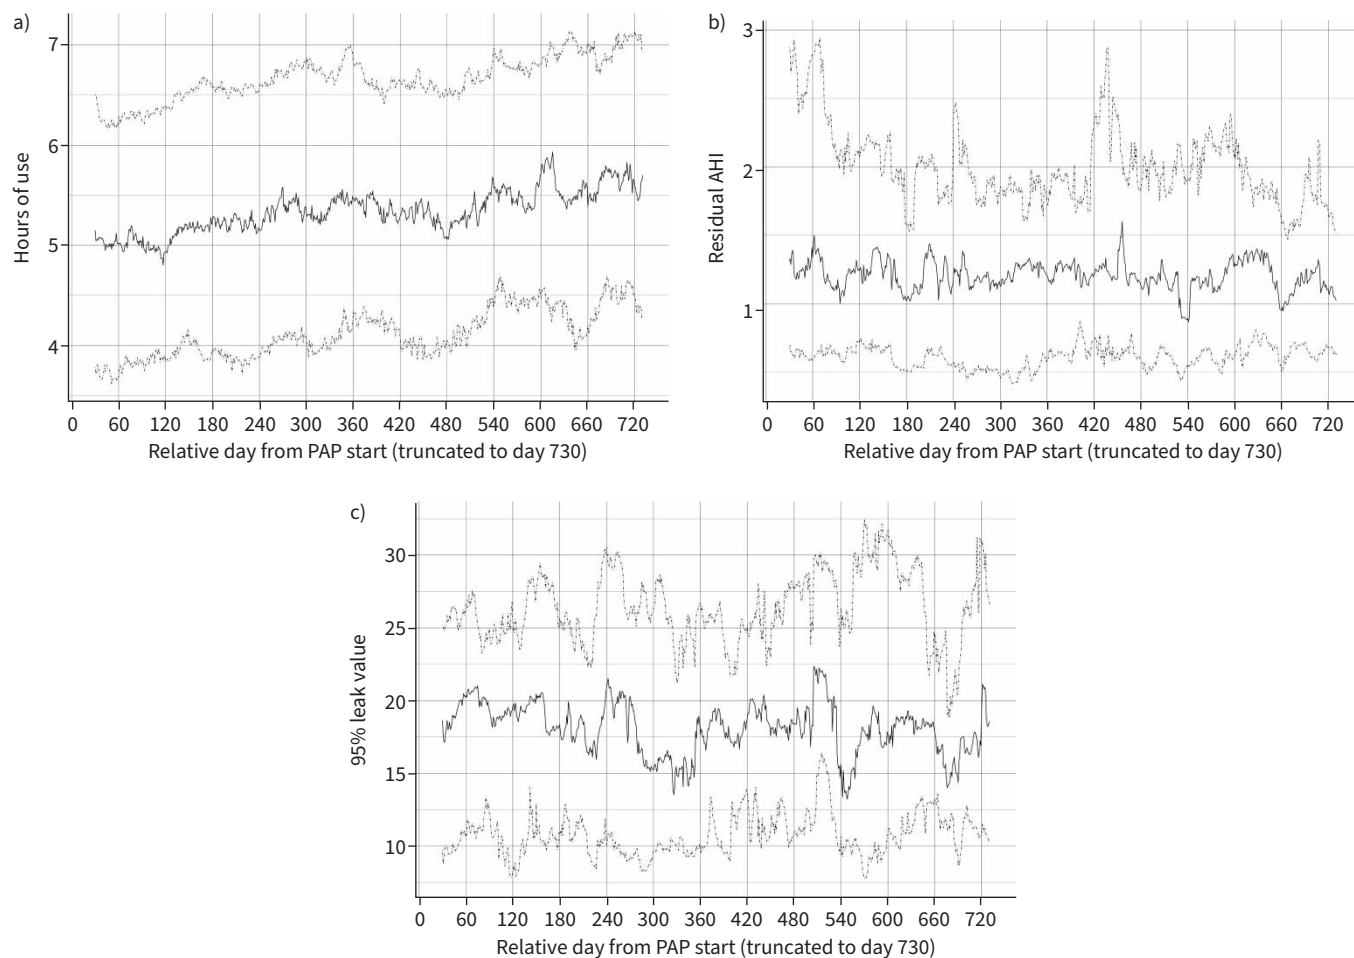 a)
Hours of use
7
6
5
4
0 60 120 180 240 300 360 420 480 540 600 660 720
Relative day from PAP start (truncated to day 730)
b)
Residual AHI
3
2
1
0 60 120 180 240 300 360 420 480 540 600 660 720
Relative day from PAP start (truncated to day 730)
c)
95% leak value
30
25
20
15
10
0 60 120 180 240 300 360 420 480 540 600 660 720
Relative day from PAP start (truncated to day 730)